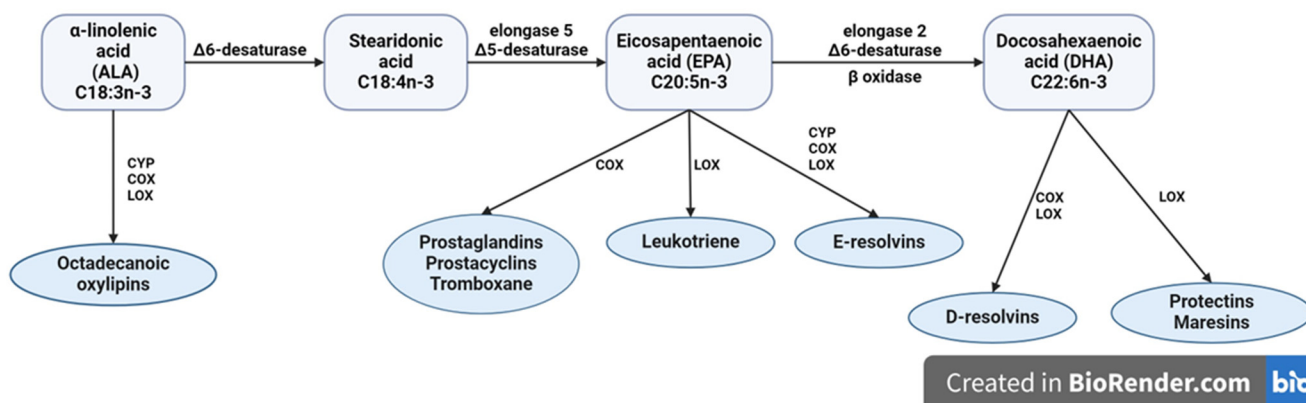 α-linolenic
acid
(ALA)
C18:3n-3
Δ6-desaturase
Stearidonic
acid
C18:4n-3
elongase 5
Δ5-desaturase
Eicosapentaenoic
acid (EPA)
C20:5n-3
elongase 2
Δ6-desaturase
β oxidase
Docosahexaenoic
acid (DHA)
C22:6n-3
CYP
COX
LOX
COX
LOX
CYP
COX
LOX
COX
LOX
LOX
Octadecanoic
oxylipins
Prostaglandins
Prostacyclins
Tromboxane
Leukotriene
E-resolvins
D-resolvins
Protectins
Maresins
Created in BioRender.com